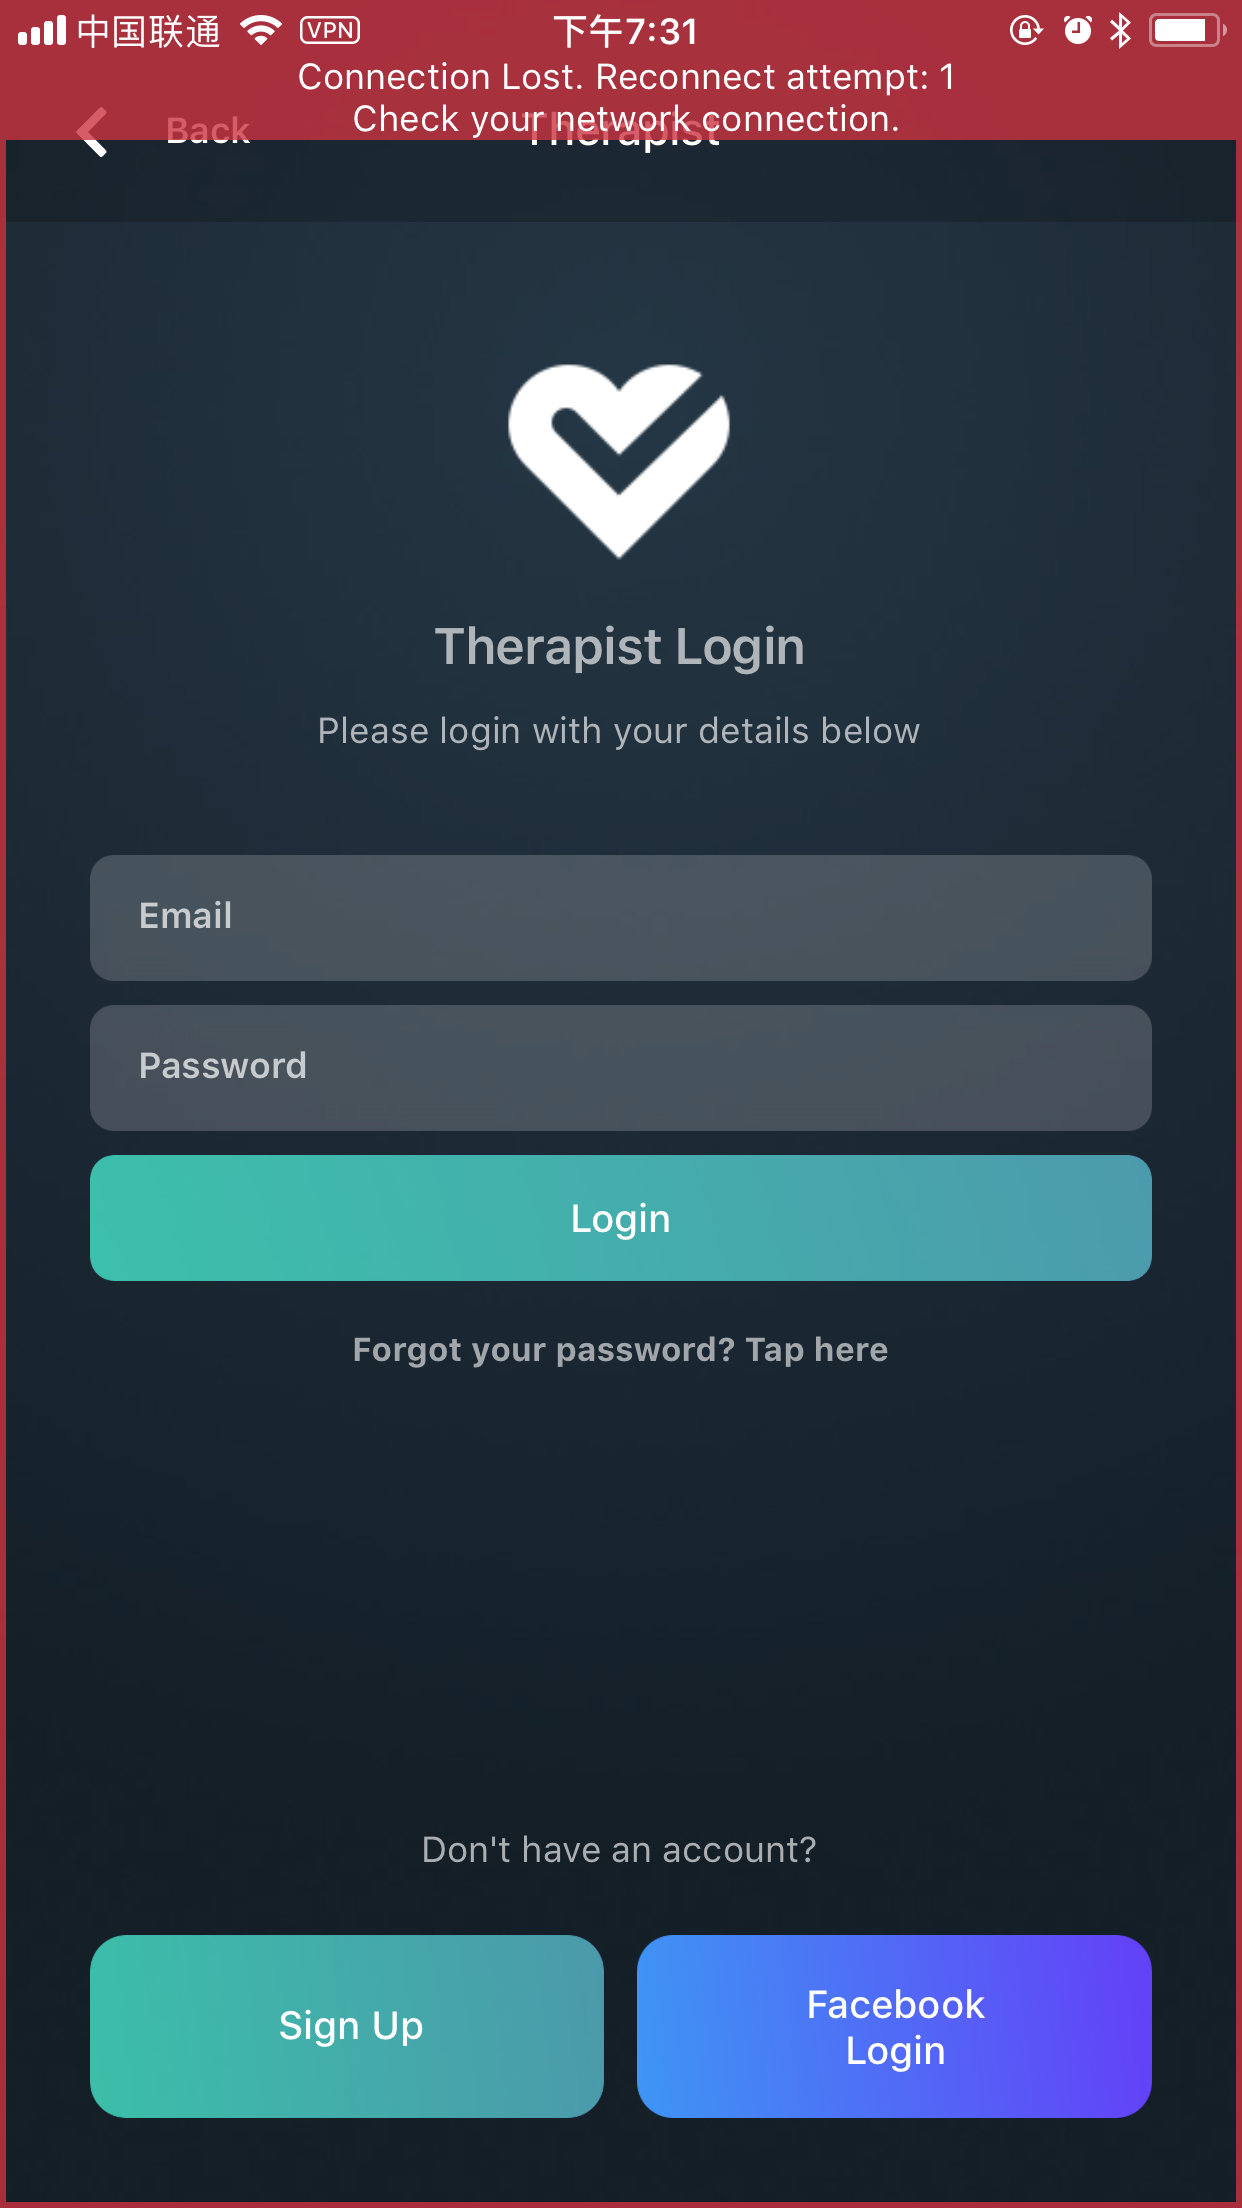 中国联通 VPN 下午7:31
Connection Lost. Reconnect attempt: 1
Check your network connection.
Back Therapist
Therapist Login
Please login with your details below
Email
Password
Login
Forgot your password? Tap here
Don't have an account?
Sign Up
Facebook
Login